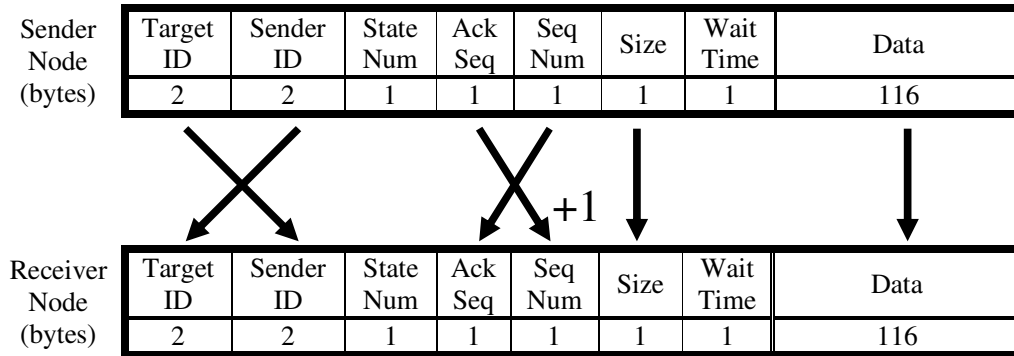 Sender Node (bytes)
Target ID Sender ID State Num Ack Seq Seq Num Size Wait Time Data
2 2 1 1 1 1 1 116
+1
Receiver Node (bytes)
Target ID Sender ID State Num Ack Seq Seq Num Size Wait Time Data
2 2 1 1 1 1 1 116